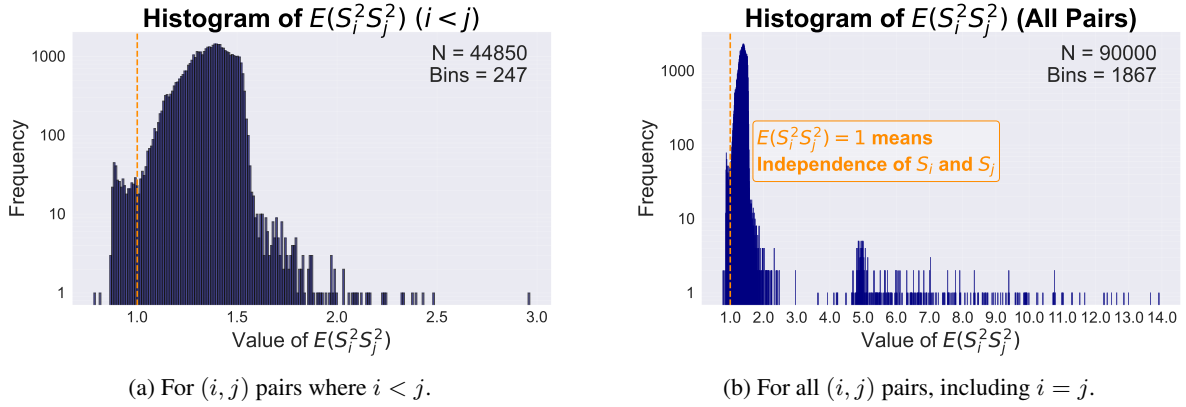 Histogram of E(S_i^2 S_j^2) (i < j)
N = 44850
Bins = 247
Frequency
1000
100
10
1
1.0 1.5 2.0 2.5 3.0
Value of E(S_i^2 S_j^2)
(a) For (i, j) pairs where i < j.
Histogram of E(S_i^2 S_j^2) (All Pairs)
N = 90000
Bins = 1867
E(S_i^2 S_j^2) = 1 means
Independence of S_i and S_j
Frequency
1000
100
10
1
1.0 2.0 3.0 4.0 5.0 6.0 7.0 8.0 9.0 10.0 11.0 12.0 13.0 14.0
Value of E(S_i^2 S_j^2)
(b) For all (i, j) pairs, including i = j.